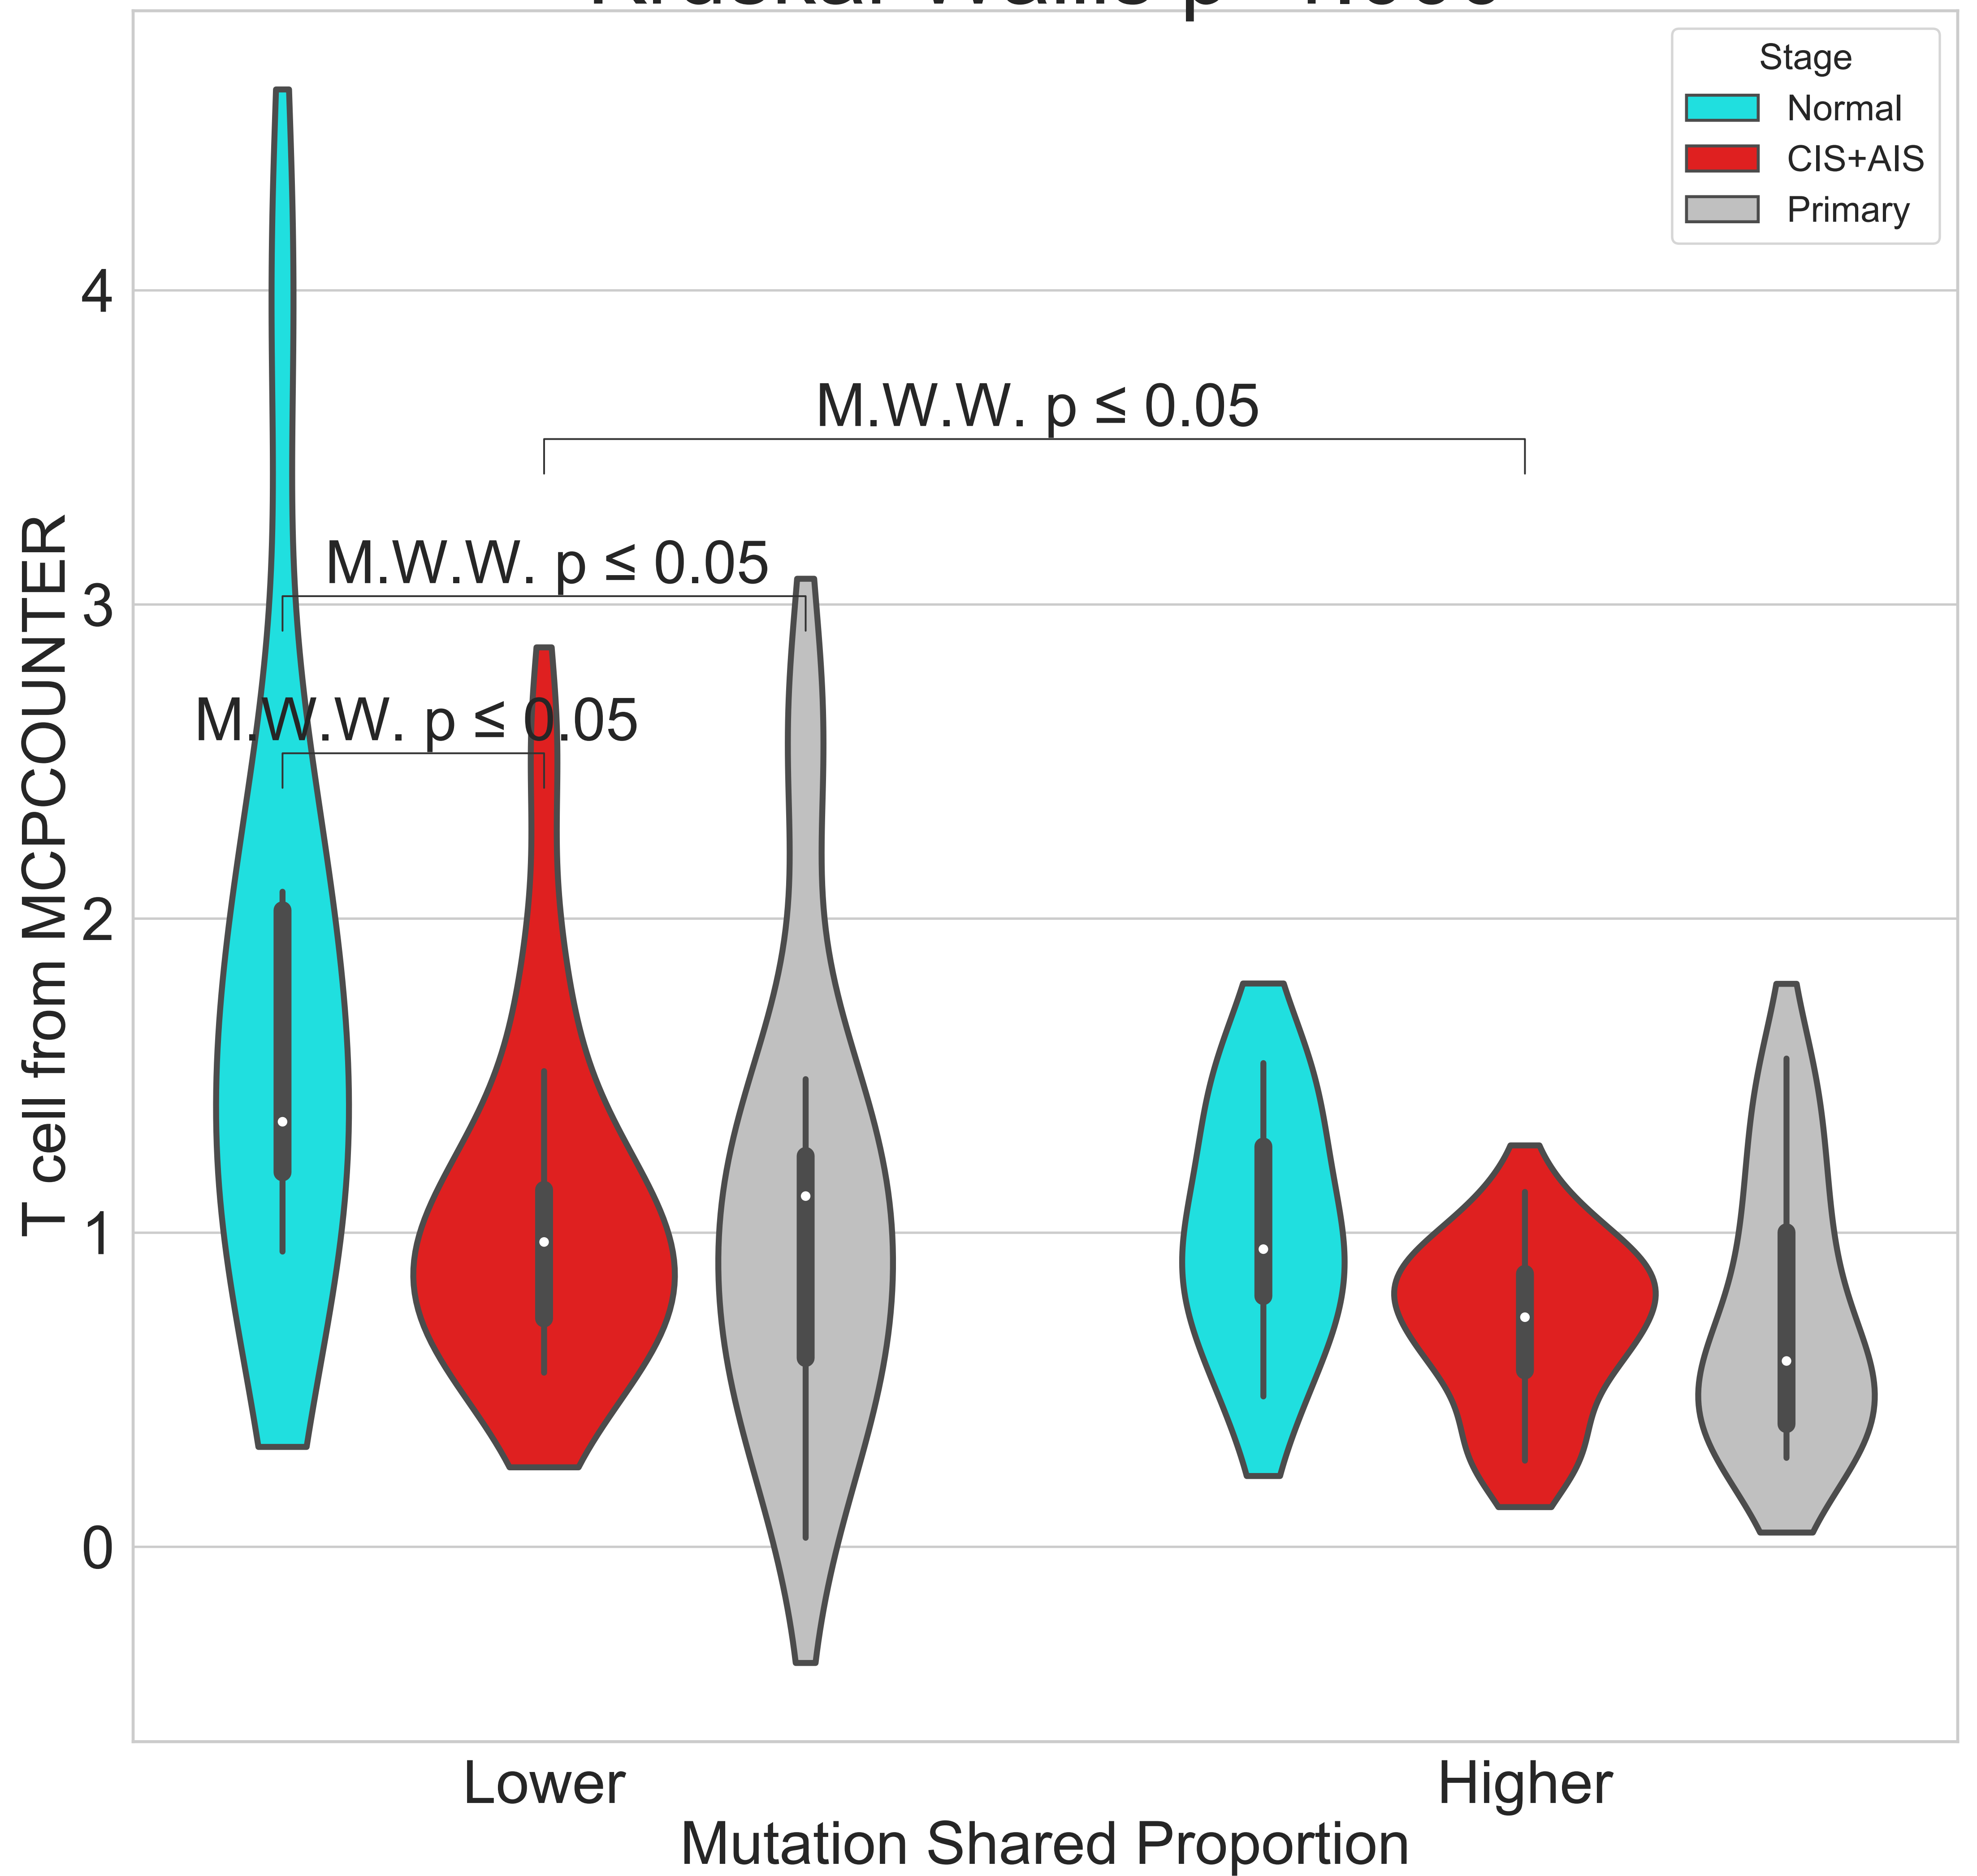 Stage
Normal
CIS+AIS
Primary
4
M.W.W. p ≤ 0.05
M.W.W. p ≤ 0.05
3
M.W.W. p ≤ 0.05
2
1
0
T cell from MCPCOUNTER
Lower
Higher
Mutation Shared Proportion